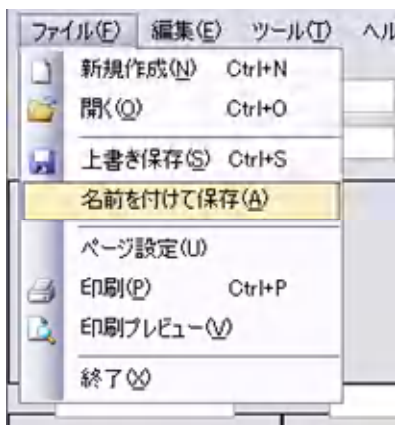 ファイル(F) 編集(E) ツール(T) ヘル
新規作成(N) Ctrl+N
開く(O) Ctrl+O
上書き保存(S) Ctrl+S
名前を付けて保存(A)
ページ設定(U)
印刷(P) Ctrl+P
印刷プレビュー(V)
終了(X)